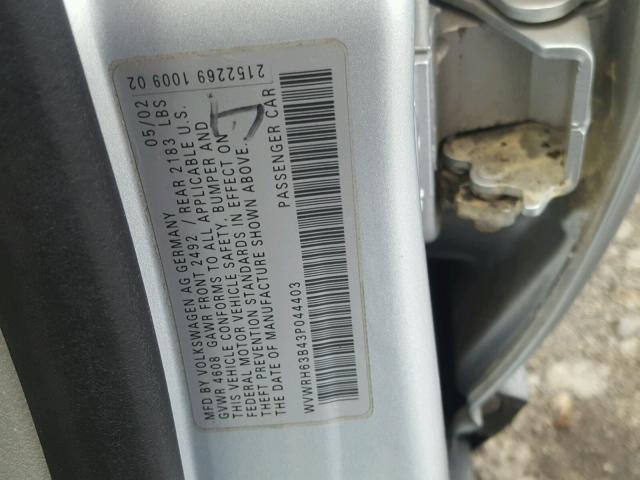 MFD BY VOLKSWAGEN AG GERMANY 05/02
GVWR 4608 GAWR FRONT 2492 / REAR 2183 LBS
THIS VEHICLE CONFORMS TO ALL APPLICABLE U.S.
FEDERAL MOTOR VEHICLE SAFETY, BUMPER AND
THEFT PREVENTION STANDARDS IN EFFECT ON
THE DATE OF MANUFACTURE SHOWN ABOVE.
PASSENGER CAR
WVWRH63B43P044403
2152269 1009 02